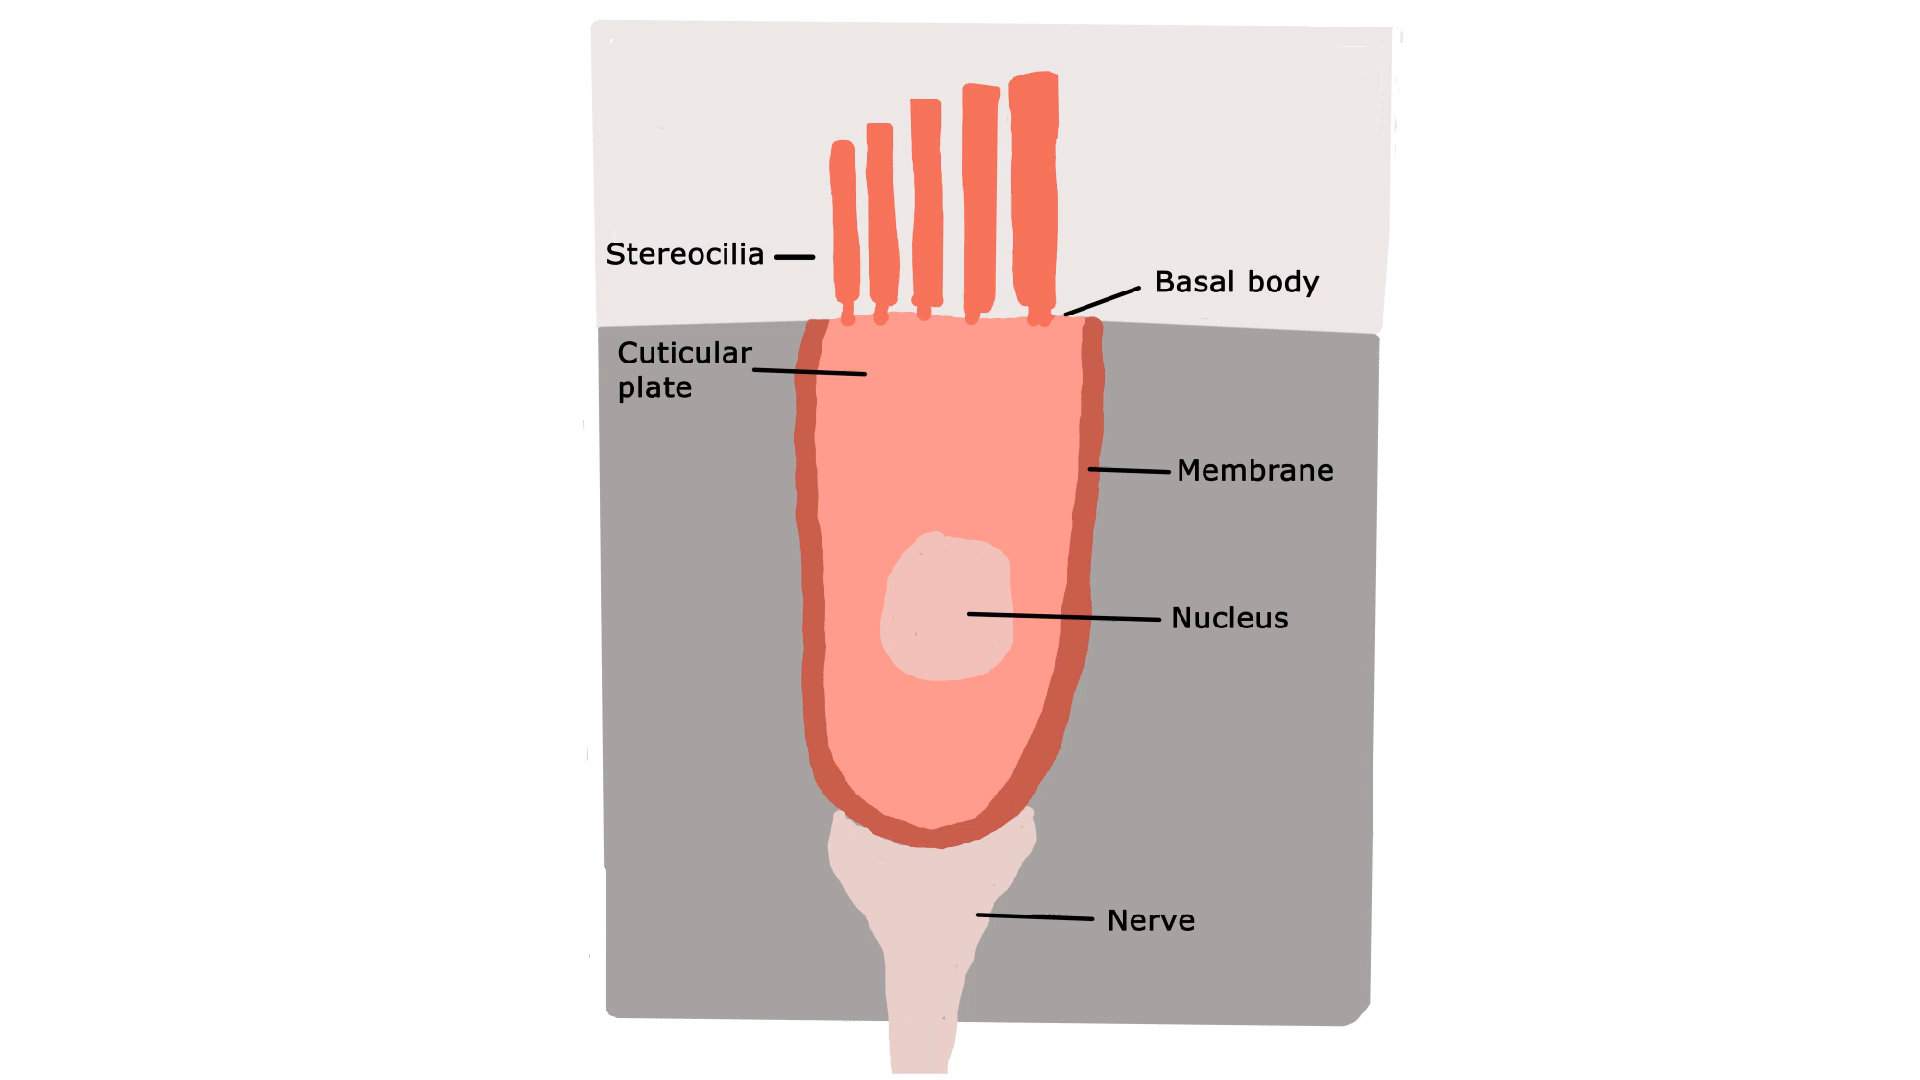 Stereocilia
Basal body
Cuticular
plate
Membrane
Nucleus
Nerve